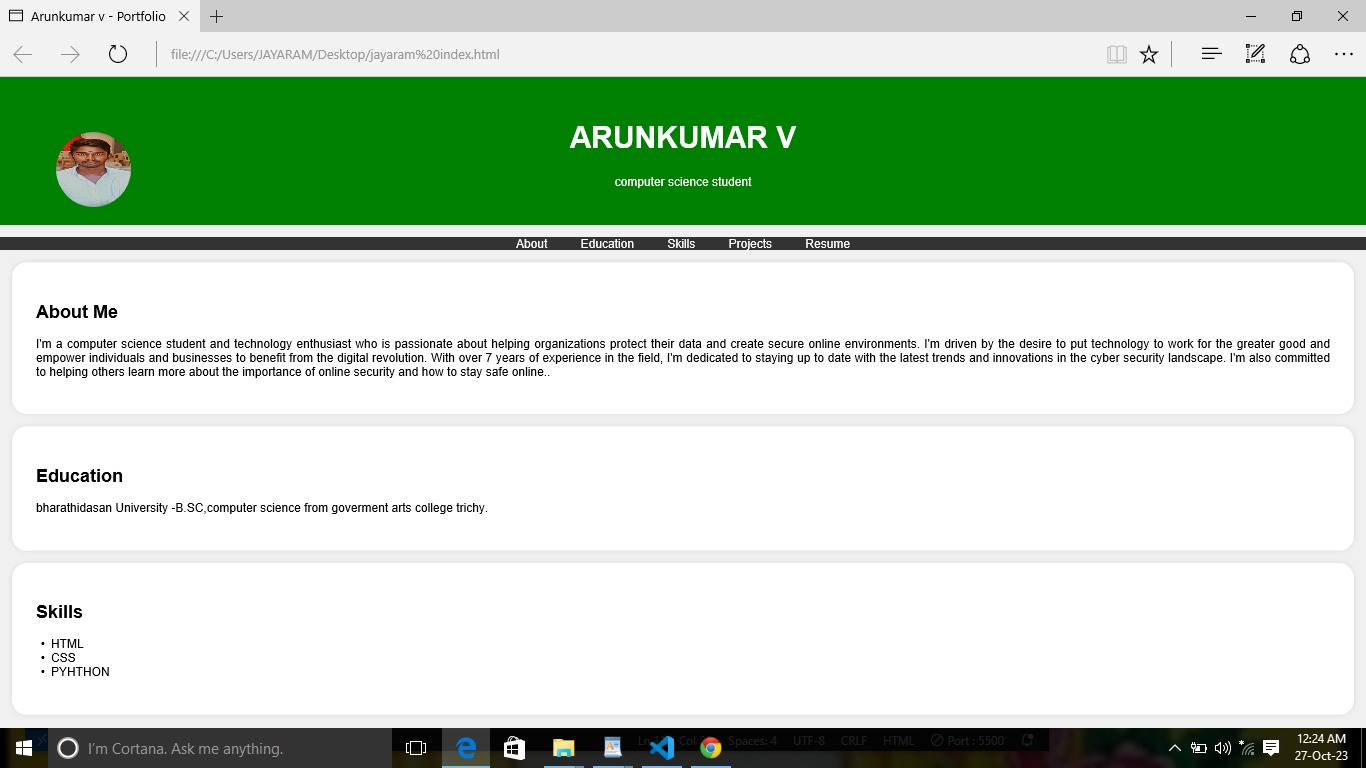 Arunkumar v - Portfolio
file:///C:/Users/JAYARAM/Desktop/jayaram%20index.html
ARUNKUMAR V
computer science student
About Education Skills Projects Resume
About Me
I'm a computer science student and technology enthusiast who is passionate about helping organizations protect their data and create secure online environments. I'm driven by the desire to put technology to work for the greater good and
empower individuals and businesses to benefit from the digital revolution. With over 7 years of experience in the field, I'm dedicated to staying up to date with the latest trends and innovations in the cyber security landscape. I'm also committed
to helping others learn more about the importance of online security and how to stay safe online..
Education
bharathidasan University -B.SC,computer science from goverment arts college trichy.
Skills
• HTML
• CSS
• PYHTHON
I'm Cortana. Ask me anything.
Spaces: 4 UTF-8 CRLF HTML Port : 5500
12:24 AM
27-Oct-23